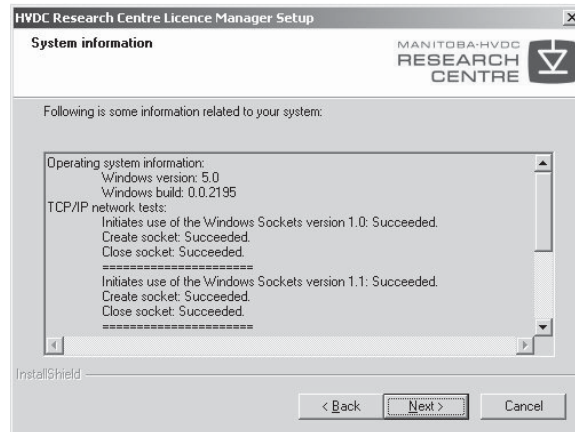 HVDC Research Centre Licence Manager Setup
System information
MANITOBA-HVDC
RESEARCH
CENTRE
Following is some information related to your system:
Operating system information:
Windows version: 5.0
Windows build: 0.0.2195
TCP/IP network tests:
Initiates use of the Windows Sockets version 1.0: Succeeded.
Create socket: Succeeded.
Close socket: Succeeded.
======================
Initiates use of the Windows Sockets version 1.1: Succeeded.
Create socket: Succeeded.
Close socket: Succeeded.
======================
InstallShield
< Back
Next >
Cancel